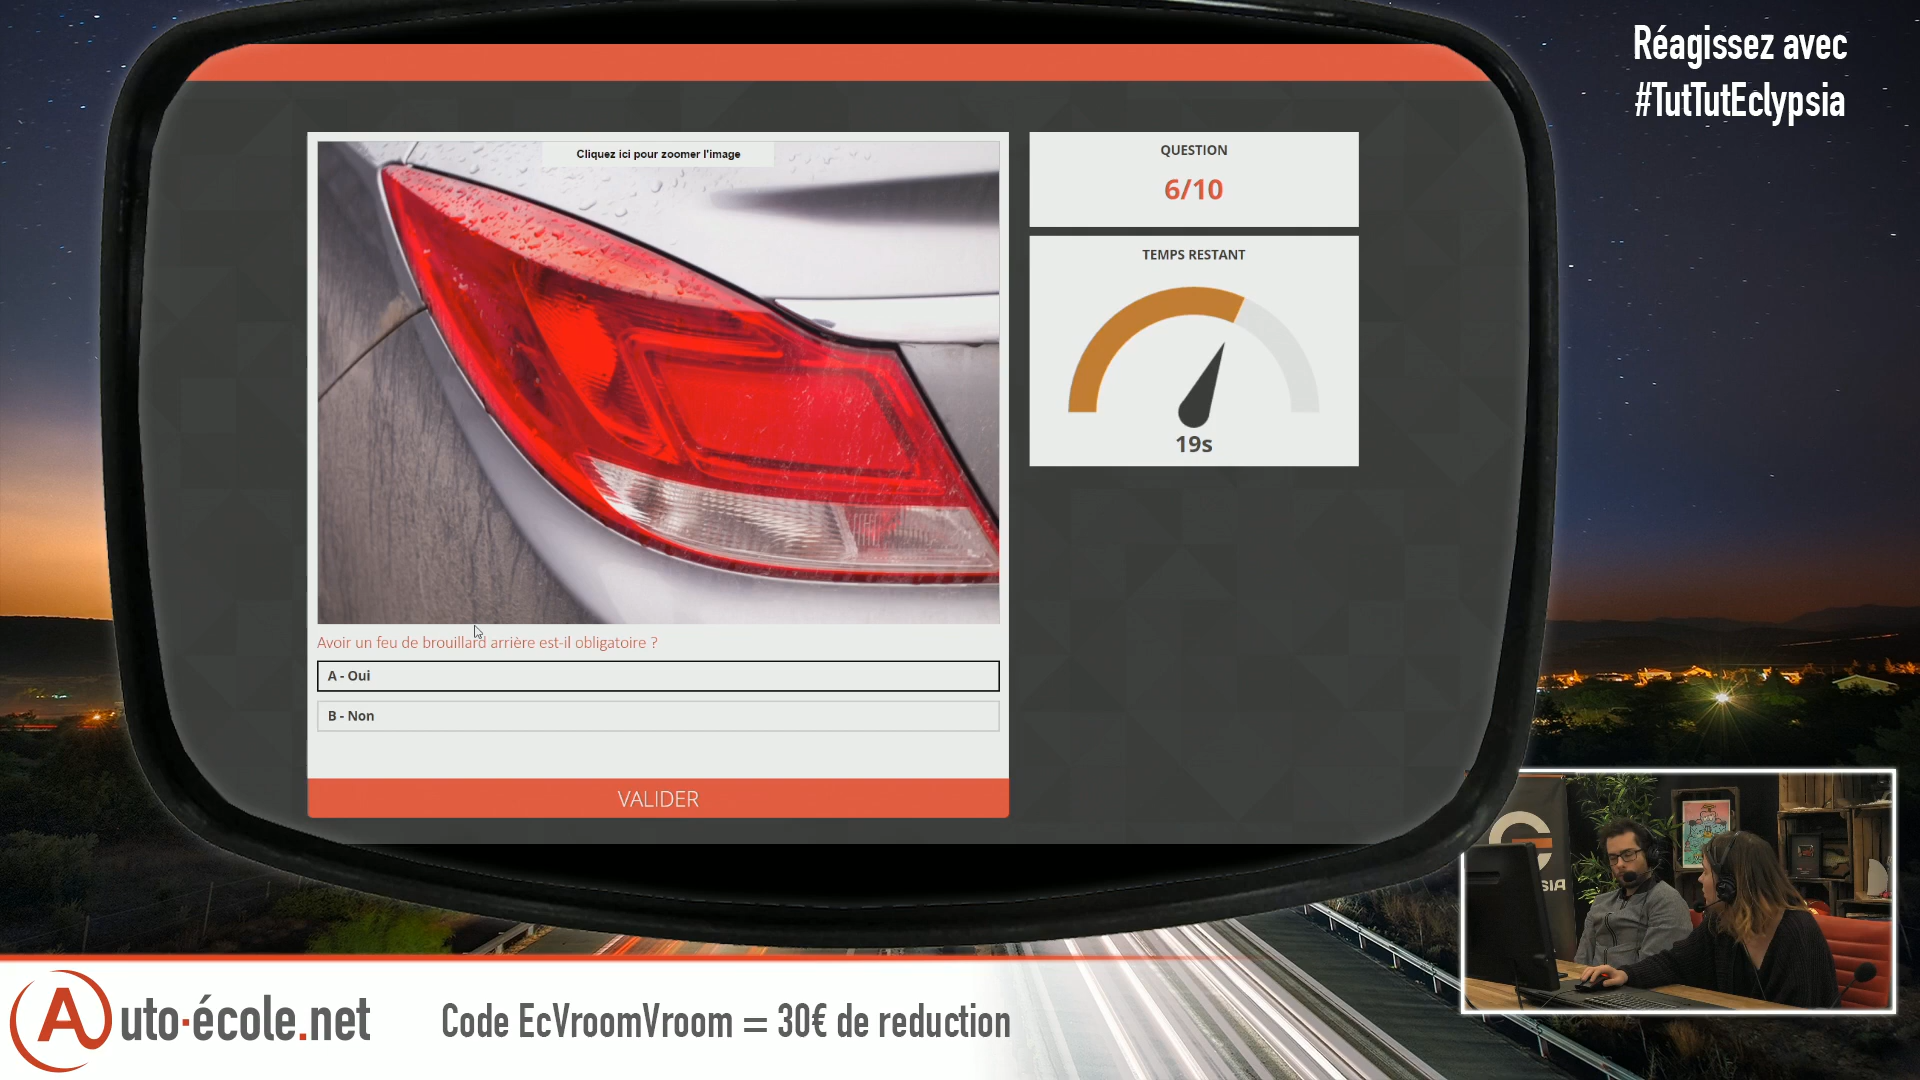 Réagissez avec
#TutTutEclypsia
Cliquez ici pour zoomer l'image
QUESTION
6/10
TEMPS RESTANT
19s
Avoir un feu de brouillard arrière est-il obligatoire ?
A - Oui
B - Non
VALIDER
SIA
Auto·école.net
Code EcVroomVroom = 30€ de reduction